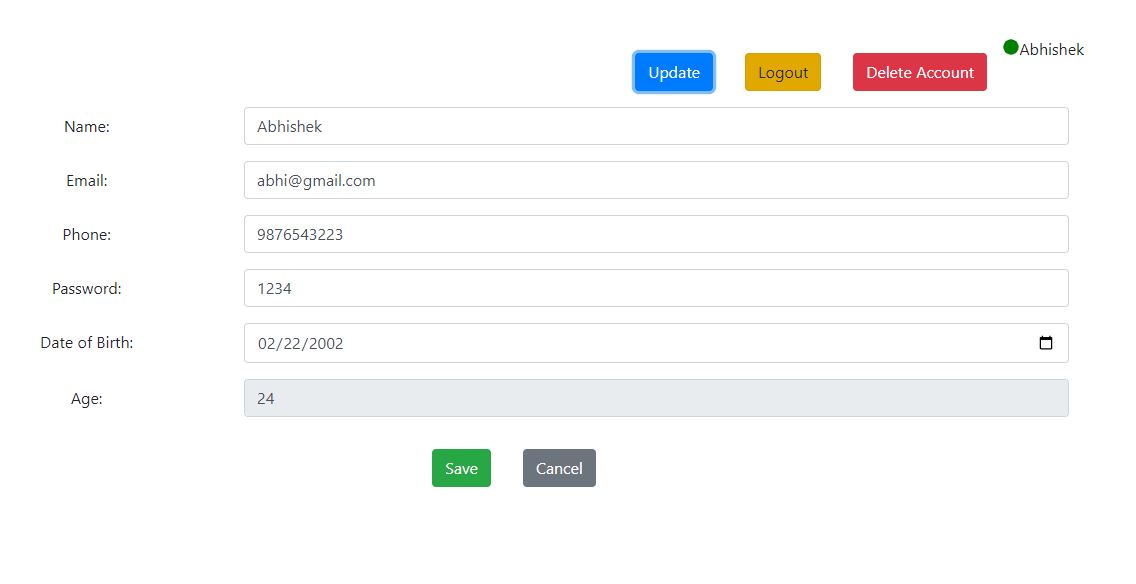 Abhishek
Update Logout Delete Account
Name: Abhishek
Email: abhi@gmail.com
Phone: 9876543223
Password: 1234
Date of Birth: 02/22/2002
Age: 24
Save Cancel